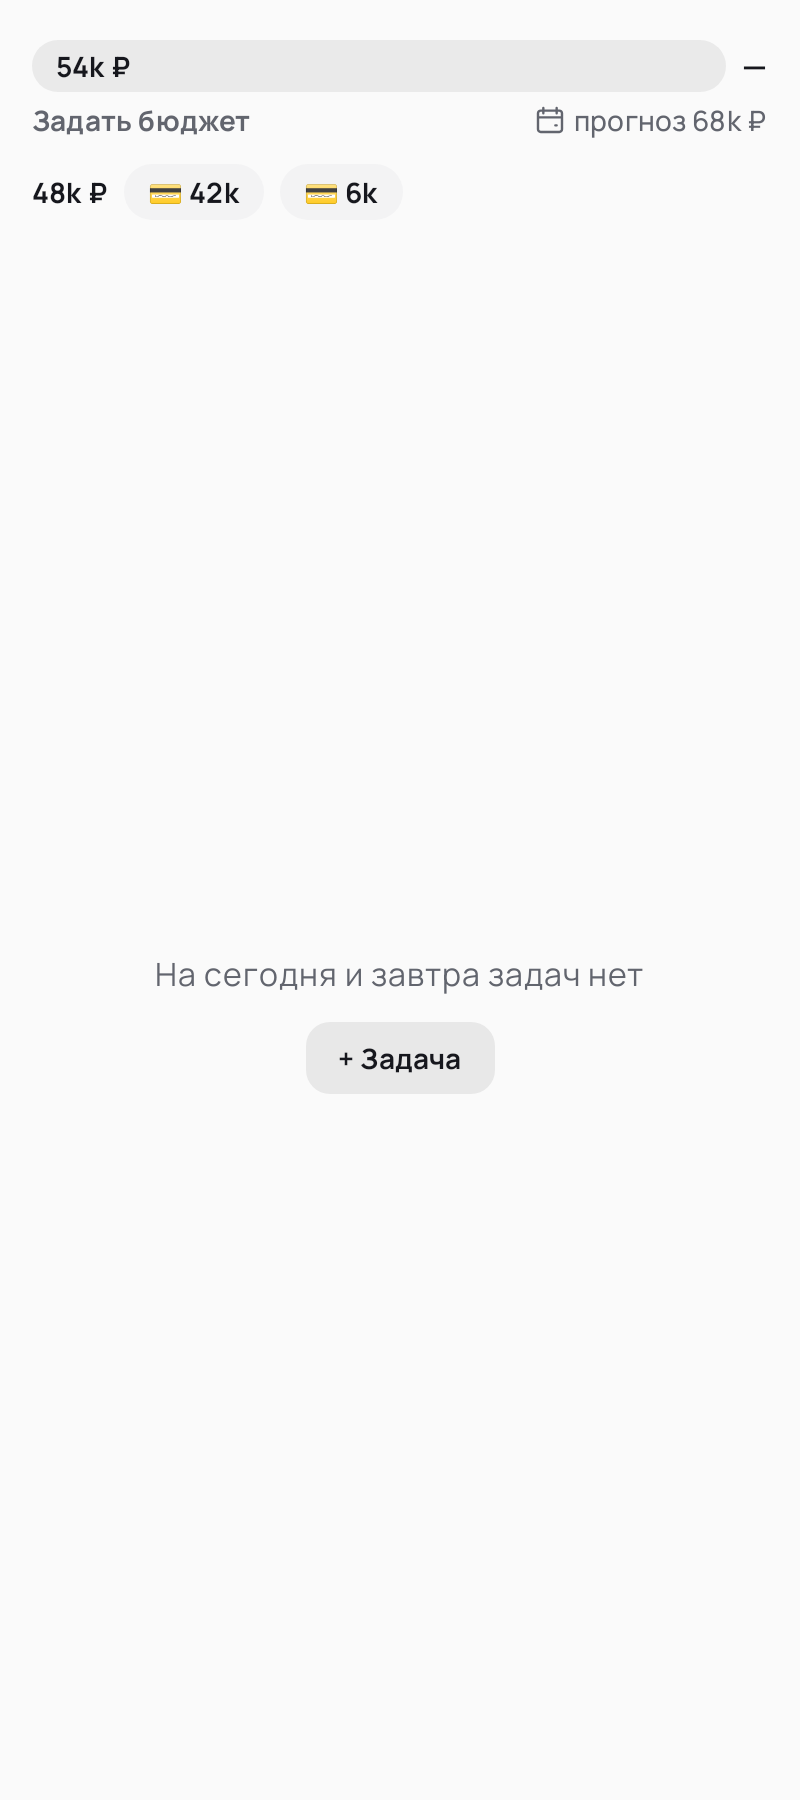 54k ₽ —
Задать бюджет прогноз 68k ₽
48k ₽ 42k 6k
На сегодня и завтра задач нет
+ Задача